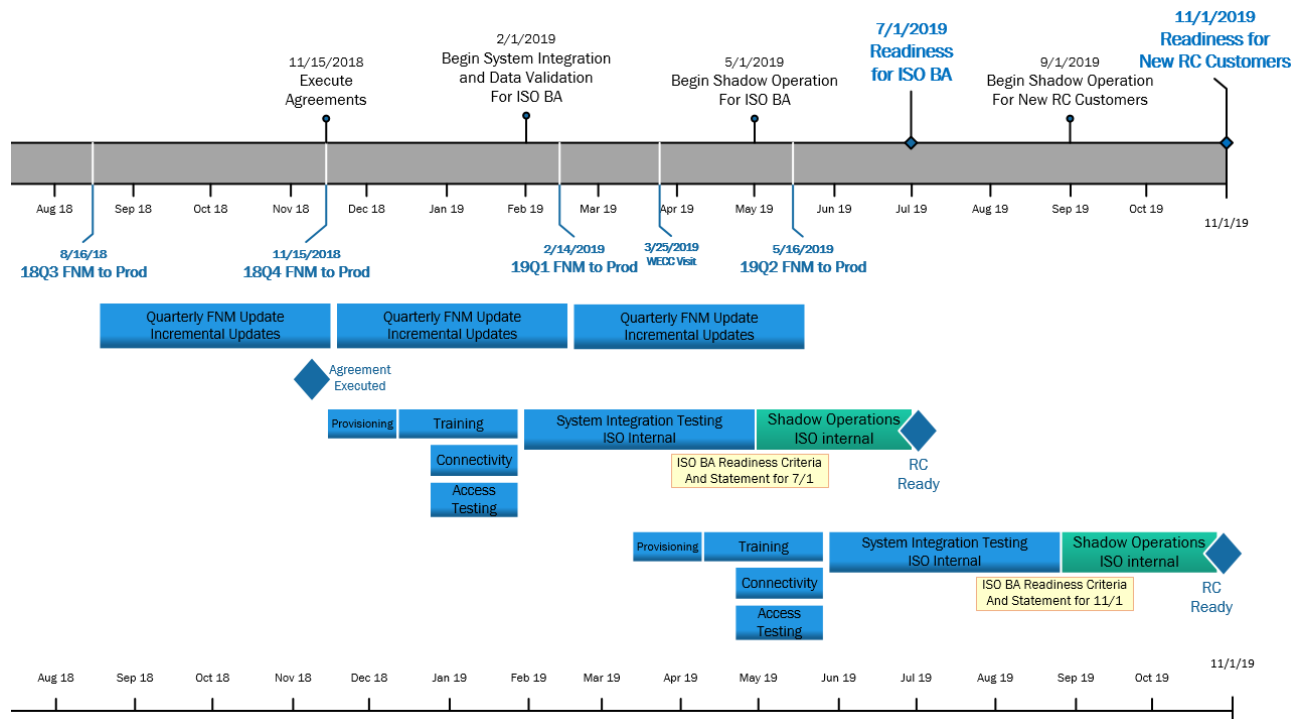 11/1/2019
Readiness for
New RC Customers
7/1/2019
Readiness
for ISO BA
2/1/2019
Begin System Integration
and Data Validation
For ISO BA
11/15/2018
Execute
Agreements
5/1/2019
Begin Shadow Operation
For ISO BA
9/1/2019
Begin Shadow Operation
For New RC Customers
Aug 18 Sep 18 Oct 18 Nov 18 Dec 18 Jan 19 Feb 19 Mar 19 Apr 19 May 19 Jun 19 Jul 19 Aug 19 Sep 19 Oct 19 11/1/19
8/16/18
18Q3 FNM to Prod
11/15/2018
18Q4 FNM to Prod
2/14/2019
19Q1 FNM to Prod
3/25/2019
WECC Visit
5/16/2019
19Q2 FNM to Prod
Quarterly FNM Update
Incremental Updates
Quarterly FNM Update
Incremental Updates
Quarterly FNM Update
Incremental Updates
Agreement
Executed
Provisioning
Training
System Integration Testing
ISO Internal
Shadow Operations
ISO internal
Connectivity
ISO BA Readiness Criteria
And Statement for 7/1
RC
Ready
Access
Testing
Provisioning
Training
System Integration Testing
ISO Internal
Shadow Operations
ISO internal
Connectivity
ISO BA Readiness Criteria
And Statement for 11/1
RC
Ready
Access
Testing
Aug 18 Sep 18 Oct 18 Nov 18 Dec 18 Jan 19 Feb 19 Mar 19 Apr 19 May 19 Jun 19 Jul 19 Aug 19 Sep 19 Oct 19 11/1/19